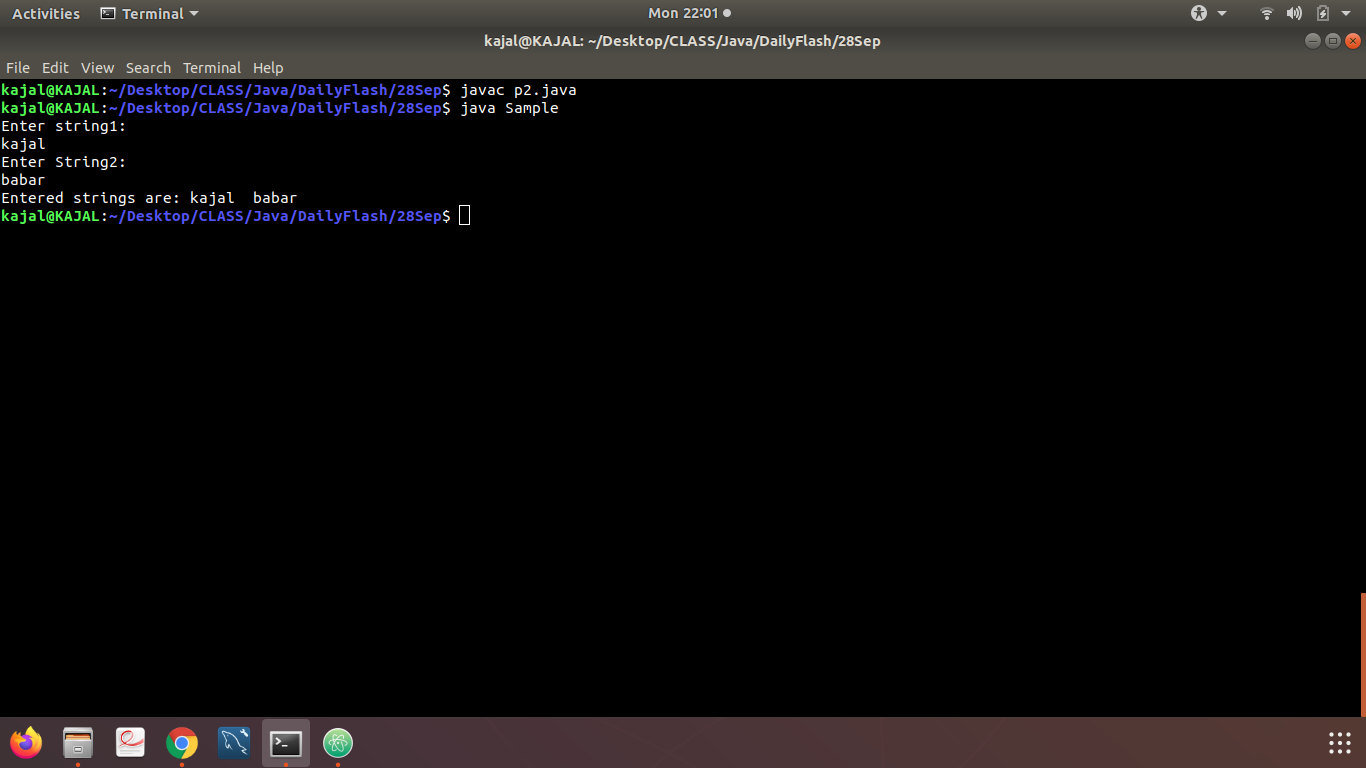 Activities Terminal Mon 22:01
kajal@KAJAL: ~/Desktop/CLASS/Java/DailyFlash/28Sep
File Edit View Search Terminal Help
kajal@KAJAL:~/Desktop/CLASS/Java/DailyFlash/28Sep$ javac p2.java
kajal@KAJAL:~/Desktop/CLASS/Java/DailyFlash/28Sep$ java Sample
Enter string1:
kajal
Enter String2:
babar
Entered strings are: kajal  babar
kajal@KAJAL:~/Desktop/CLASS/Java/DailyFlash/28Sep$